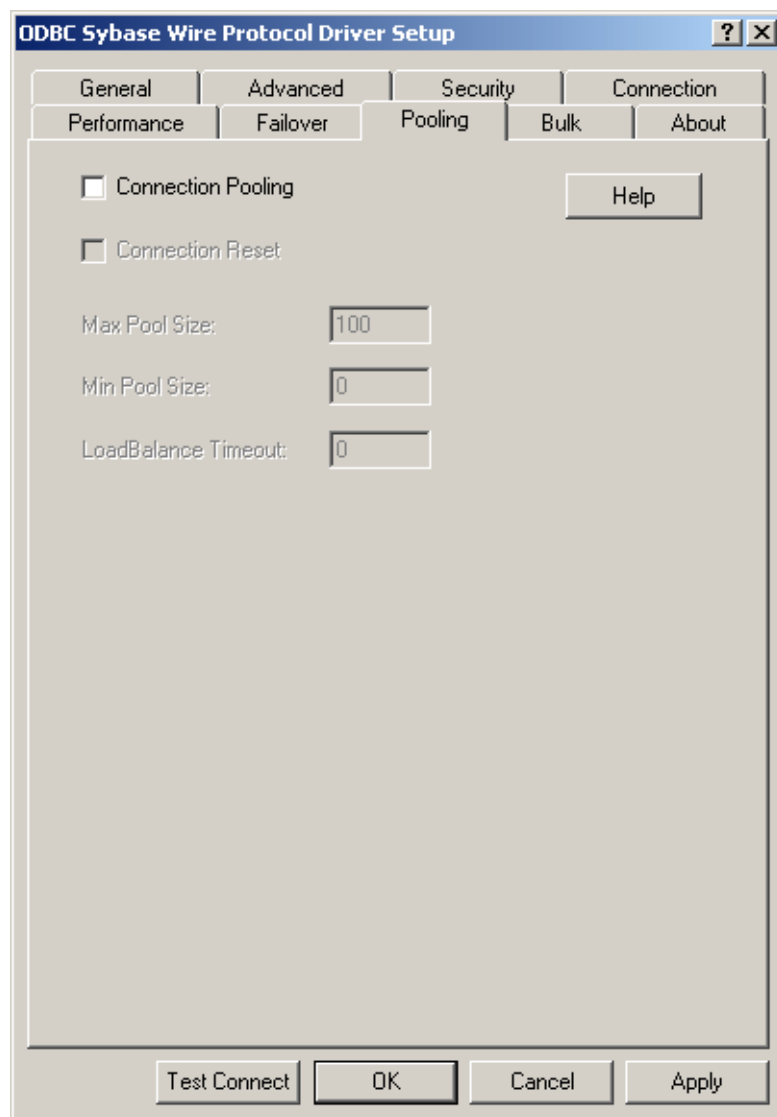 ODBC Sybase Wire Protocol Driver Setup
General Advanced Security Connection
Performance Failover Pooling Bulk About
Connection Pooling Help
Connection Reset
Max Pool Size: 100
Min Pool Size: 0
LoadBalance Timeout: 0
Test Connect OK Cancel Apply